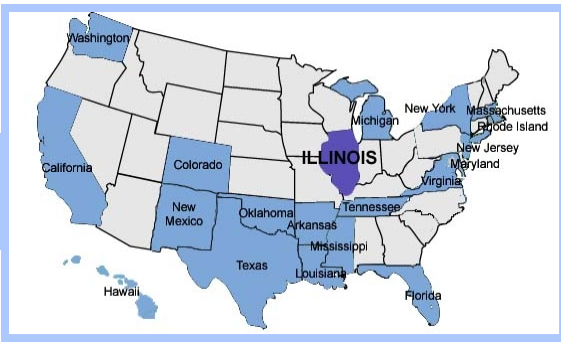 Washington
New York
Massachusetts
Michigan
Rhode Island
New Jersey
ILLINOIS
Maryland
California
Colorado
Virginia
New
Mexico
Tennessee
Oklahoma
Arkansas
Mississippi
Texas
Louisiana
Hawaii
Florida